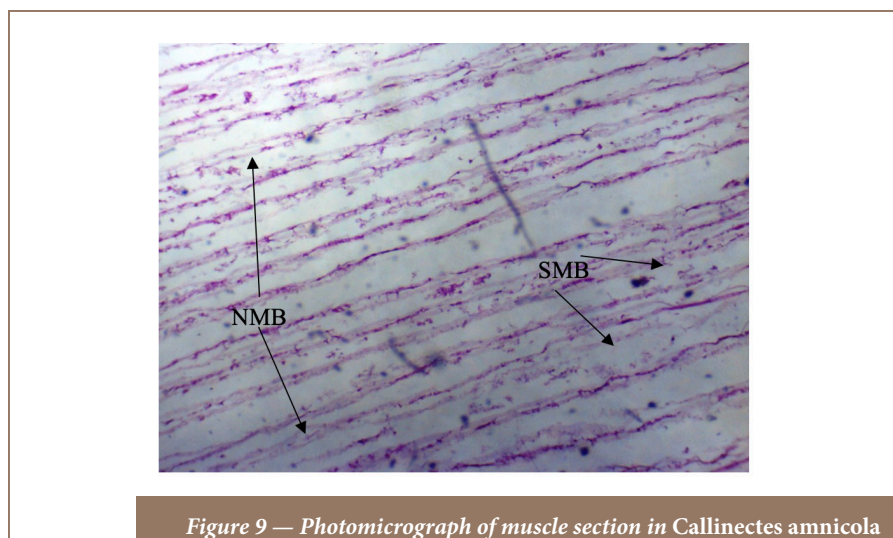 SMB
NMB
Figure 9 — Photomicrograph of muscle section in Callinectes amnicola